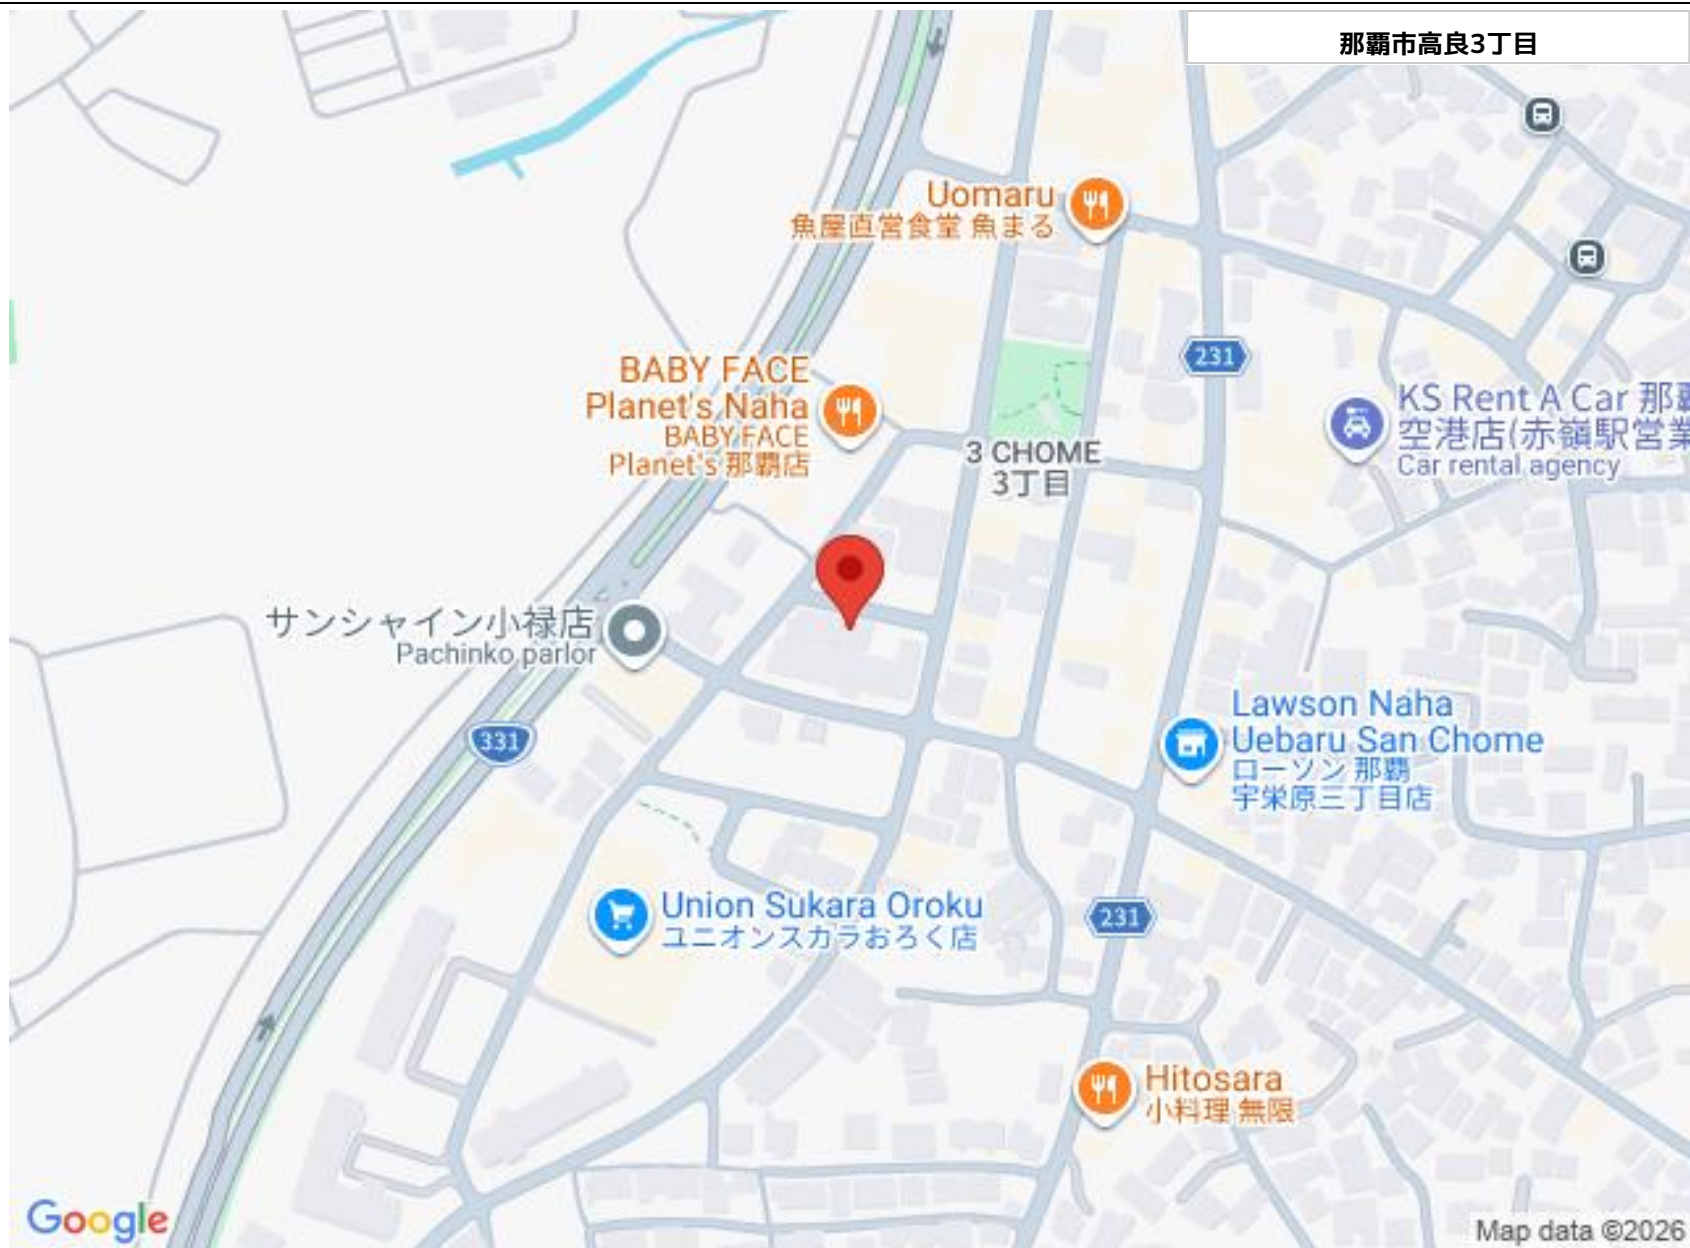 那覇市高良3丁目
Uomaru
魚屋直営食堂 魚まる
231
BABY FACE
Planet's Naha
BABY FACE
Planet's 那覇店
3 CHOME
3丁目
KS Rent A Car 那覇
空港店(赤嶺駅営業
Car rental agency
サンシャイン小禄店
Pachinko parlor
331
Lawson Naha
Uebaru San Chome
ローソン 那覇
宇栄原三丁目店
Union Sukara Oroku
ユニオンスカラおろく店
231
Hitosara
小料理 無限
Google
Map data ©2026